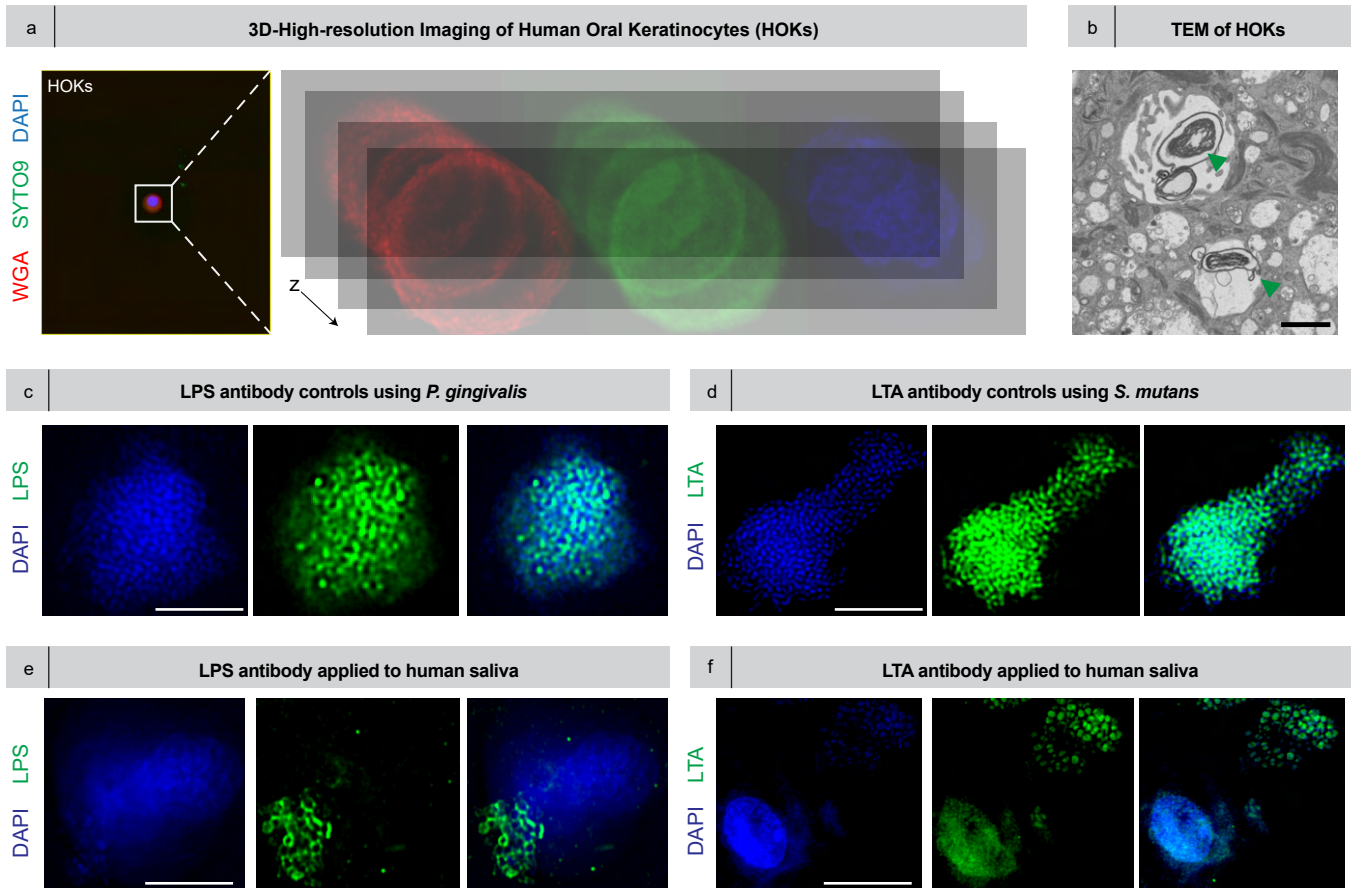 a
3D-High-resolution Imaging of Human Oral Keratinocytes (HOKs)
b
TEM of HOKs
WGA SYTO9 DAPI
HOKs
z
c
LPS antibody controls using P. gingivalis
d
LTA antibody controls using S. mutans
DAPI LPS
DAPI LTA
e
LPS antibody applied to human saliva
f
LTA antibody applied to human saliva
DAPI LPS
DAPI LTA